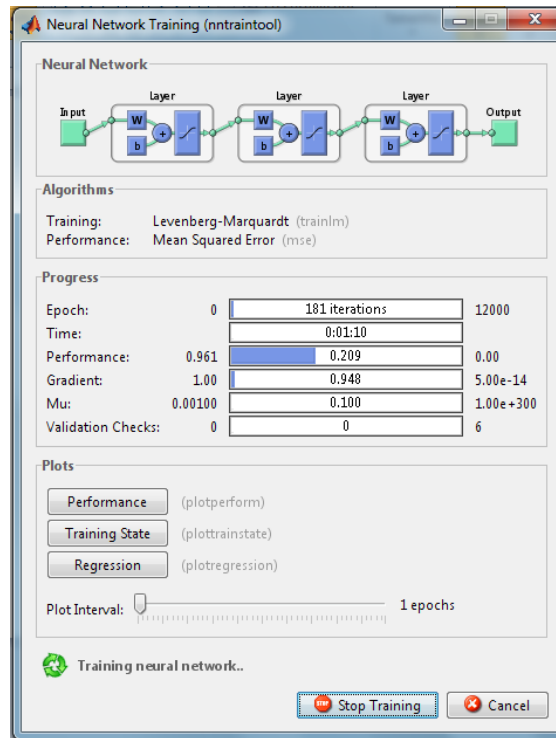 Neural Network Training (nntraintool)
Neural Network
Layer Layer Layer
Input W + b W + b W + b Output
Algorithms
Training: Levenberg-Marquardt (trainlm)
Performance: Mean Squared Error (mse)
Progress
Epoch: 0 181 iterations 12000
Time: 0:01:10
Performance: 0.961 0.209 0.00
Gradient: 1.00 0.948 5.00e-14
Mu: 0.00100 0.100 1.00e+300
Validation Checks: 0 0 6
Plots
Performance (plotperform)
Training State (plottrainstate)
Regression (plotregression)
Plot Interval: 1 epochs
Training neural network..
STOP Stop Training Cancel